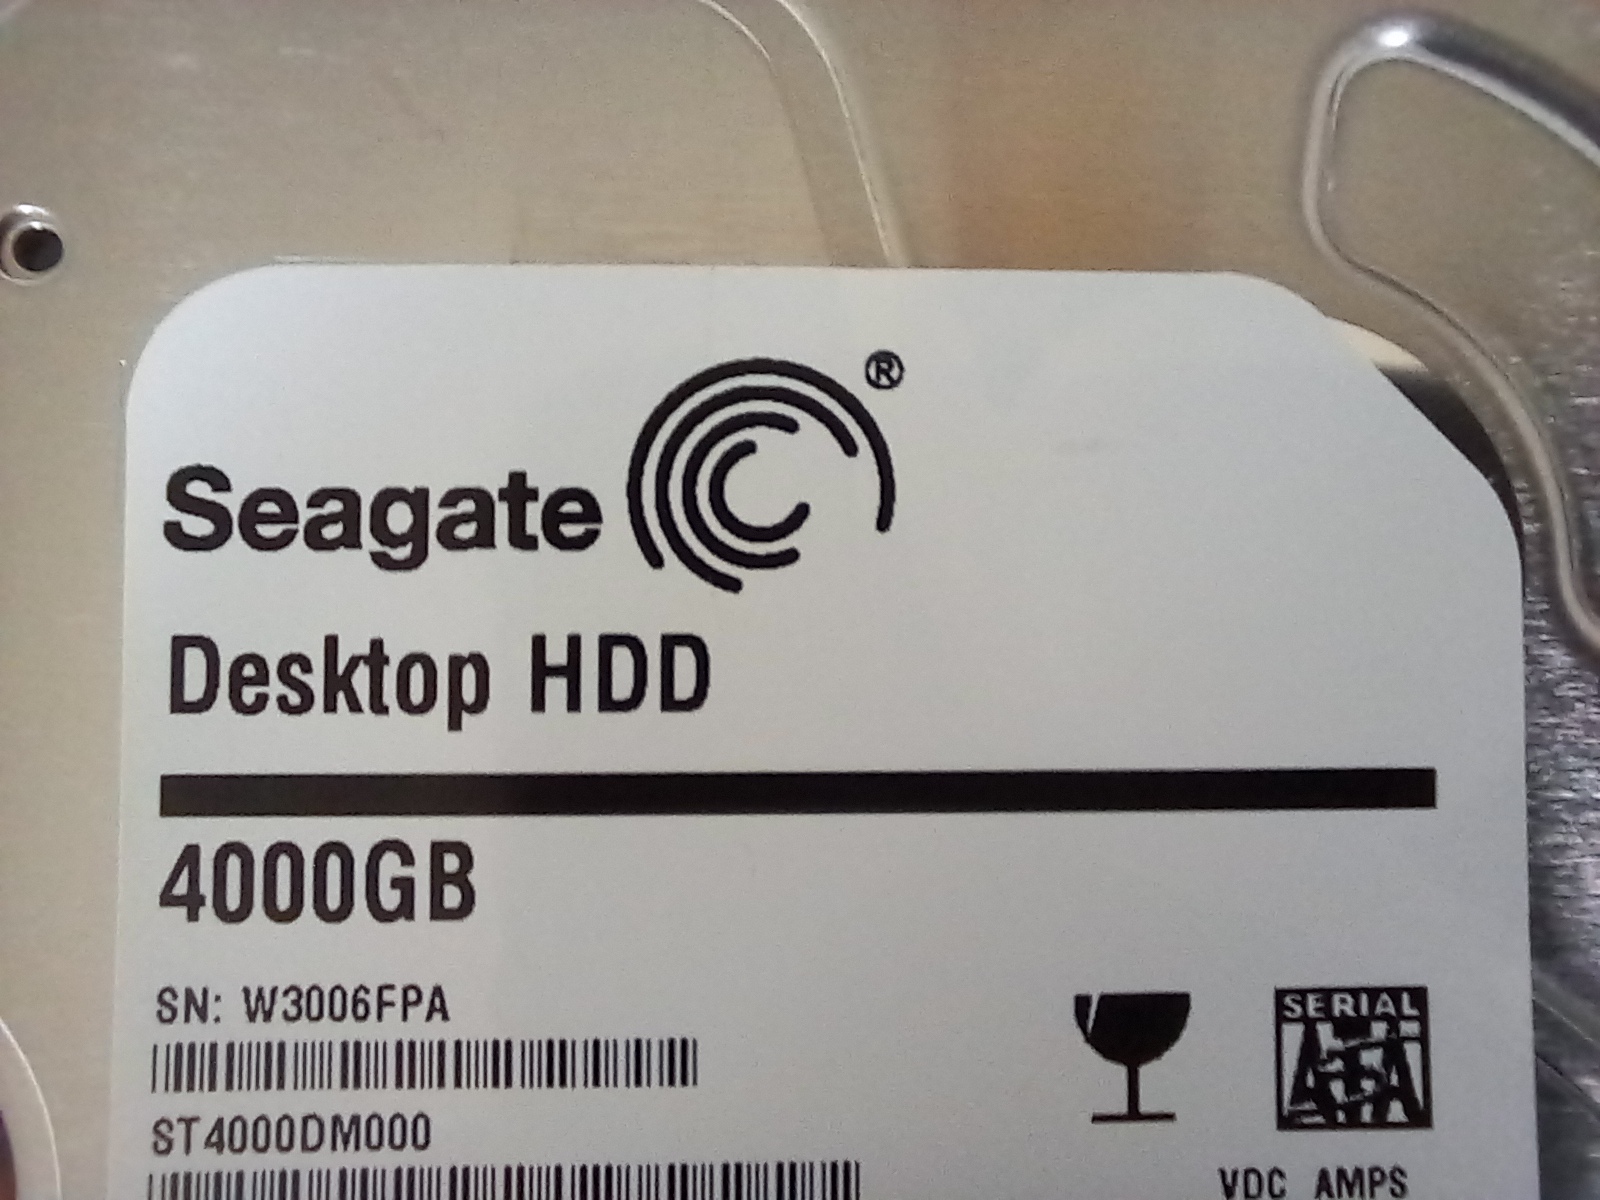 Seagate ®
Desktop HDD
4000GB
SN: W3006FPA
ST4000DM000
SERIAL
ATA
VDC AMPS